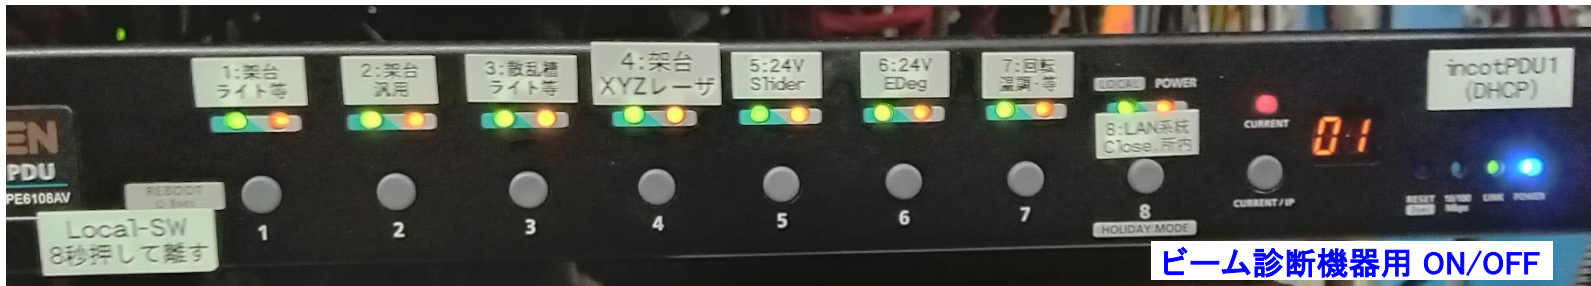 1:架台
ライト等
2:架台
汎用
3:散乱槽
ライト等
4:架台
XYZレーザ
5:24V
Slider
6:24V
EDeg
7:回転
温調・等
LOCAL POWER
8:LAN系統
Close,所内
incotPDU1
(DHCP)
EN
PDU
PE6108AV
REBOOT
Local-SW
8秒押して離す
1
2
3
4
5
6
7
8
HOLIDAY MODE
CURRENT
01
CURRENT/IP
RESET
10/100
Mbps
LINK
POWER
ビーム診断機器用 ON/OFF